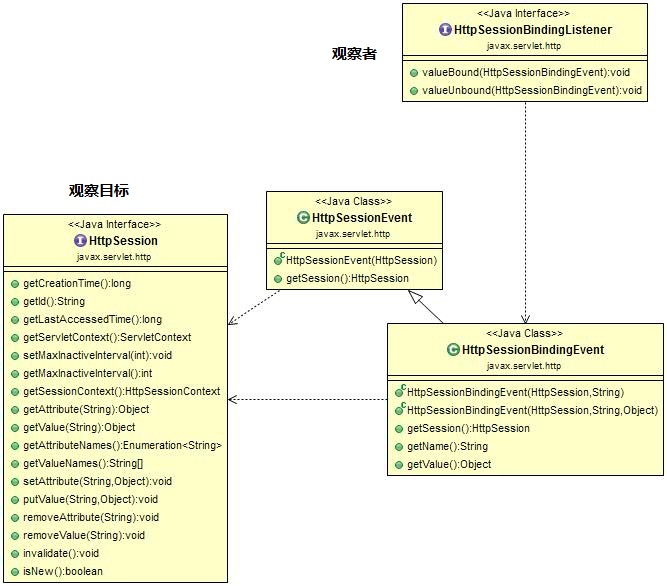 <<Java Interface>>
HttpSessionBindingListener
javax.servlet.http
valueBound(HttpSessionBindingEvent):void
valueUnbound(HttpSessionBindingEvent):void
观察者
观察目标
<<Java Interface>>
HttpSession
javax.servlet.http
getCreationTime():long
getId():String
getLastAccessedTime():long
getServletContext():ServletContext
setMaxInactiveInterval(int):void
getMaxInactiveInterval():int
getSessionContext():HttpSessionContext
getAttribute(String):Object
getValue(String):Object
getAttributeNames():Enumeration<String>
getValueNames():String[]
setAttribute(String,Object):void
putValue(String,Object):void
removeAttribute(String):void
removeValue(String):void
invalidate():void
isNew():boolean
<<Java Class>>
HttpSessionEvent
javax.servlet.http
HttpSessionEvent(HttpSession)
getSession():HttpSession
<<Java Class>>
HttpSessionBindingEvent
javax.servlet.http
HttpSessionBindingEvent(HttpSession,String)
HttpSessionBindingEvent(HttpSession,String,Object)
getSession():HttpSession
getName():String
getValue():Object